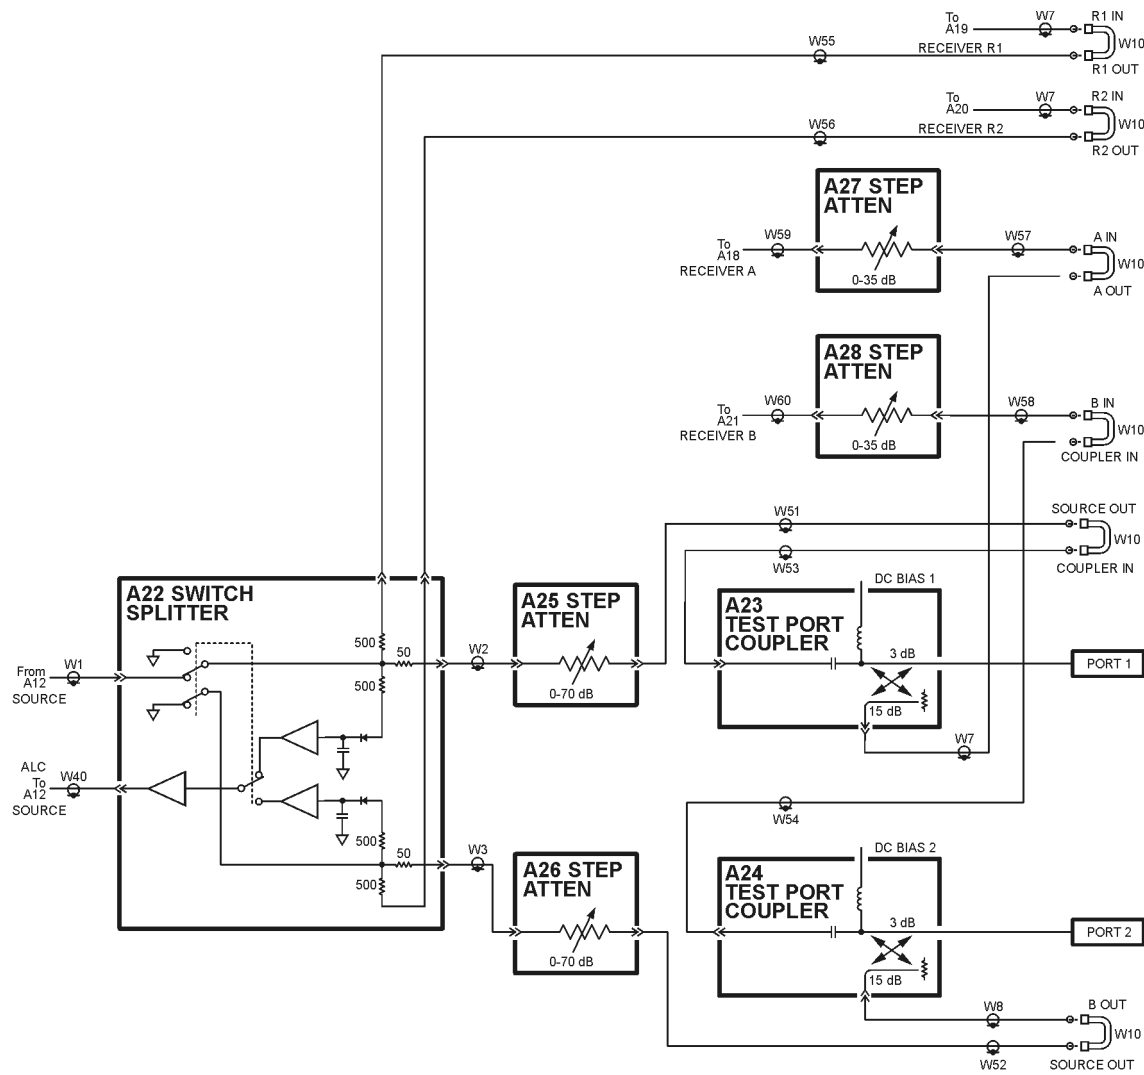 To
A19
W7
R1 IN
W55
RECEIVER R1
W10
R1 OUT
To
A20
W7
R2 IN
W56
RECEIVER R2
W10
R2 OUT
A27 STEP
ATTEN
W59
To
A18
RECEIVER A
0-35 dB
W57
A IN
W10
A OUT
A28 STEP
ATTEN
W60
To
A21
RECEIVER B
0-35 dB
W58
B IN
W10
COUPLER IN
W51
SOURCE OUT
W10
W53
COUPLER IN
A22 SWITCH
SPLITTER
A25 STEP
ATTEN
DC BIAS 1
A23
TEST PORT
COUPLER
500
50
500
From
A12
SOURCE
W1
W2
0-70 dB
3 dB
15 dB
PORT 1
W7
ALC
To
A12
SOURCE
W40
W54
500
50
500
W3
A26 STEP
ATTEN
0-70 dB
DC BIAS 2
A24
TEST PORT
COUPLER
3 dB
15 dB
PORT 2
W8
B OUT
W10
W52
SOURCE OUT